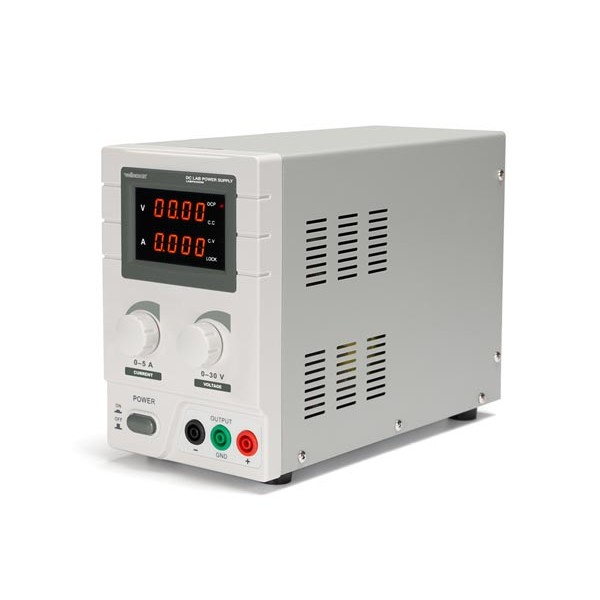 velleman
DC LAB POWER SUPPLY
V 00.00 OCP
C.C
A 0.000 C.V
LOCK
0~5 A 0~30 V
CURRENT VOLTAGE
POWER
ON
OFF
OUTPUT
- GND +